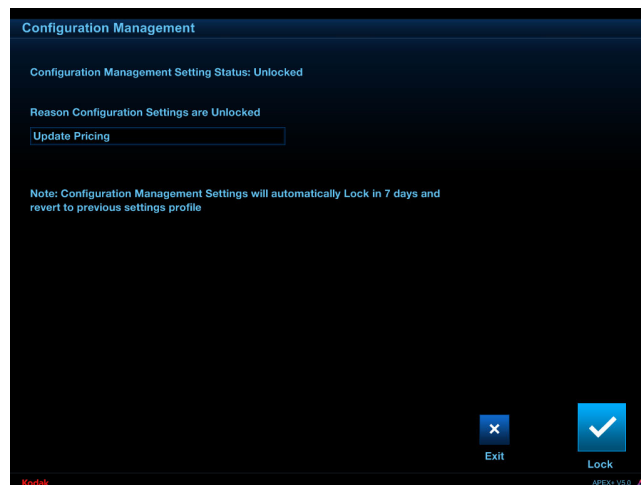 Configuration Management
Configuration Management Setting Status: Unlocked
Reason Configuration Settings are Unlocked
Update Pricing
Note: Configuration Management Settings will automatically Lock in 7 days and
revert to previous settings profile
Exit
Lock
Kodak
APEX+ V5.0